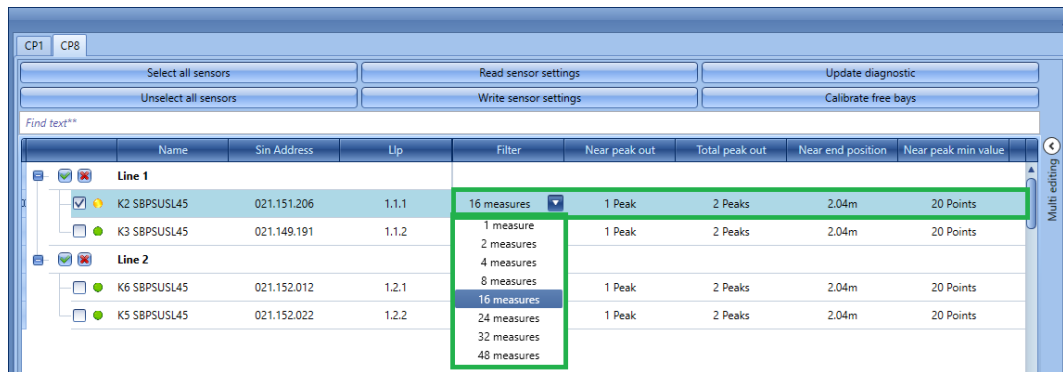 CP1 CP8
Select all sensors Read sensor settings Update diagnostic
Unselect all sensors Write sensor settings Calibrate free bays
Find text**
Name Sin Address Llp Filter Near peak out Total peak out Near end position Near peak min value
Multi editing
Line 1
K2 SBPSUSL45 021.151.206 1.1.1 16 measures 1 Peak 2 Peaks 2.04m 20 Points
K3 SBPSUSL45 021.149.191 1.1.2 1 Peak 2 Peaks 2.04m 20 Points
Line 2
K6 SBPSUSL45 021.152.012 1.2.1 1 Peak 2 Peaks 2.04m 20 Points
K5 SBPSUSL45 021.152.022 1.2.2 1 Peak 2 Peaks 2.04m 20 Points
1 measure
2 measures
4 measures
8 measures
16 measures
24 measures
32 measures
48 measures